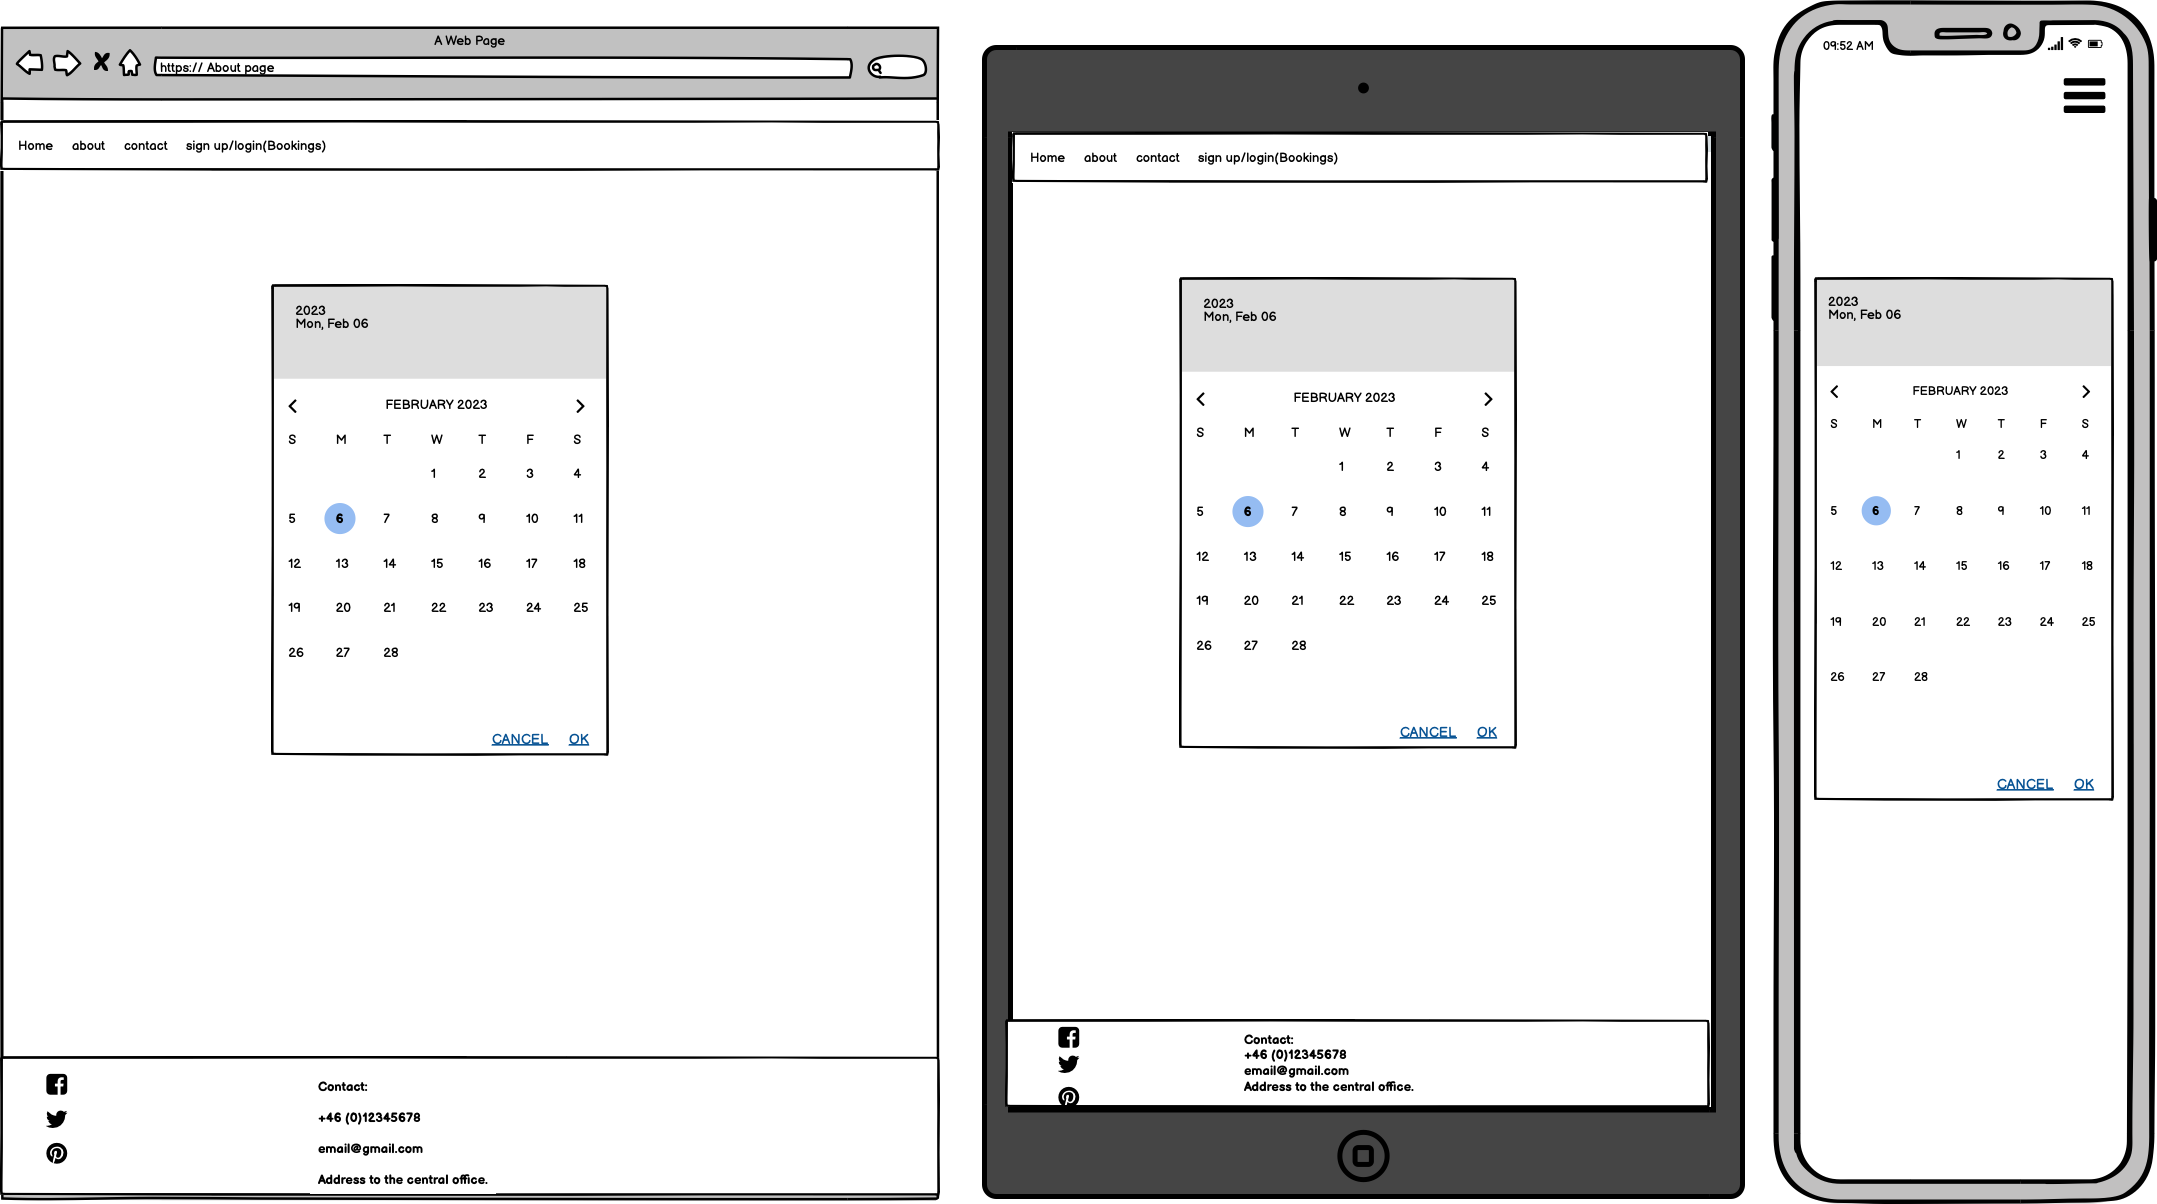 A Web Page
https:// About page
Home about contact sign up/login(Bookings)
2023
Mon, Feb 06
FEBRUARY 2023
S M T W T F S
1 2 3 4
5 6 7 8 9 10 11
12 13 14 15 16 17 18
19 20 21 22 23 24 25
26 27 28
CANCEL OK
Contact:
+46 (0)12345678
email@gmail.com
Address to the central office.
Home about contact sign up/login(Bookings)
2023
Mon, Feb 06
FEBRUARY 2023
S M T W T F S
1 2 3 4
5 6 7 8 9 10 11
12 13 14 15 16 17 18
19 20 21 22 23 24 25
26 27 28
CANCEL OK
Contact:
+46 (0)12345678
email@gmail.com
Address to the central office.
09:52 AM
2023
Mon, Feb 06
FEBRUARY 2023
S M T W T F S
1 2 3 4
5 6 7 8 9 10 11
12 13 14 15 16 17 18
19 20 21 22 23 24 25
26 27 28
CANCEL OK